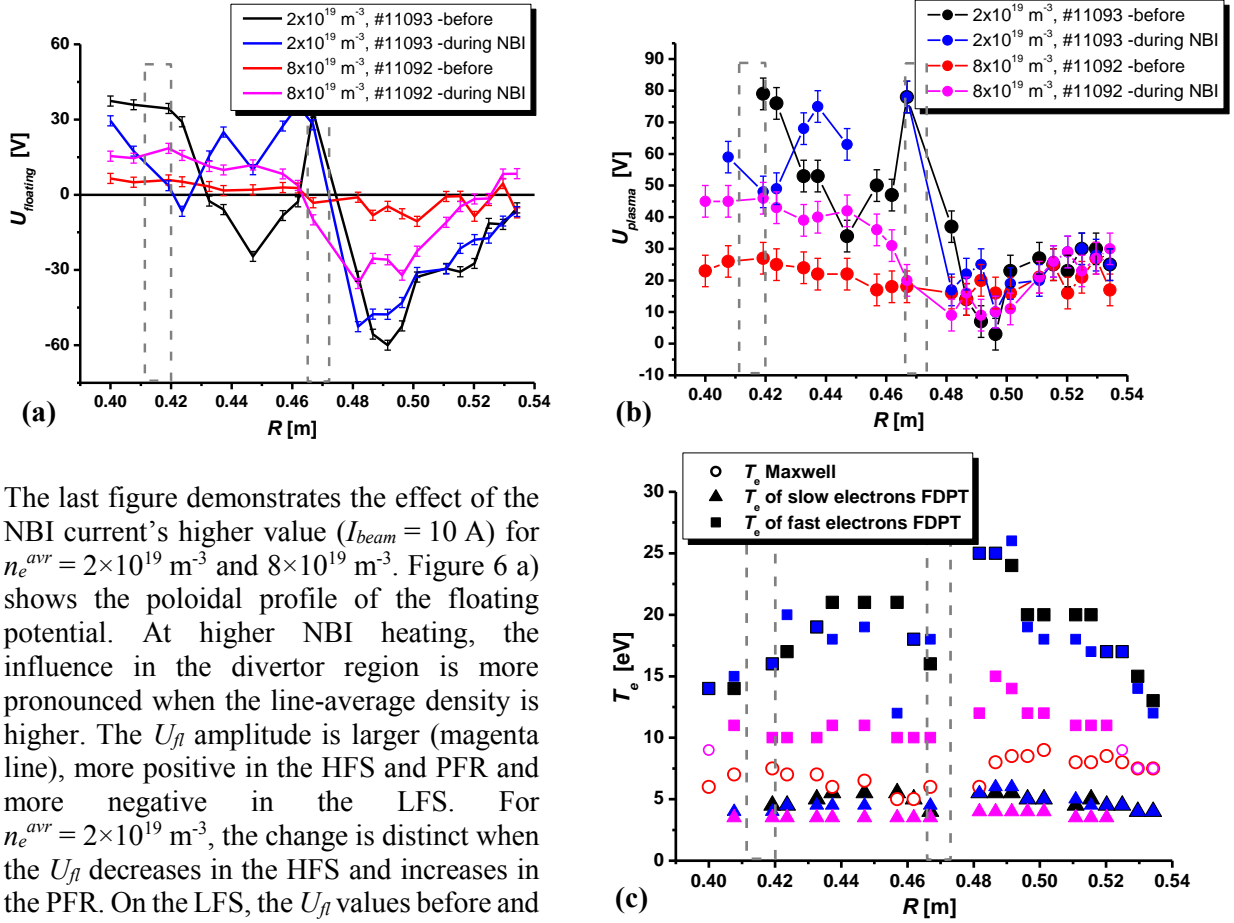 2x10¹⁹ m⁻³, #11093 -before
2x10¹⁹ m⁻³, #11093 -during NBI
8x10¹⁹ m⁻³, #11092 -before
8x10¹⁹ m⁻³, #11092 -during NBI
60
30
0
-30
-60
U_floating [V]
0.40 0.42 0.44 0.46 0.48 0.50 0.52 0.54
R [m]
(a)
2x10¹⁹ m⁻³, #11093 -before
2x10¹⁹ m⁻³, #11093 -during NBI
8x10¹⁹ m⁻³, #11092 -before
8x10¹⁹ m⁻³, #11092 -during NBI
90
80
70
60
50
40
30
20
10
0
-10
U_plasma [V]
0.40 0.42 0.44 0.46 0.48 0.50 0.52 0.54
R [m]
(b)
The last figure demonstrates the effect of the
NBI current's higher value (I_beam = 10 A) for
n_e^avr = 2×10¹⁹ m⁻³ and 8×10¹⁹ m⁻³. Figure 6 a)
shows the poloidal profile of the floating
potential. At higher NBI heating, the
influence in the divertor region is more
pronounced when the line-average density is
higher. The U_fl amplitude is larger (magenta
line), more positive in the HFS and PFR and
more negative in the LFS. For
n_e^avr = 2×10¹⁹ m⁻³, the change is distinct when
the U_fl decreases in the HFS and increases in
the PFR. On the LFS, the U_fl values before and
T_e Maxwell
T_e of slow electrons FDPT
T_e of fast electrons FDPT
30
25
20
15
10
5
0
T_e [eV]
0.40 0.42 0.44 0.46 0.48 0.50 0.52 0.54
R [m]
(c)